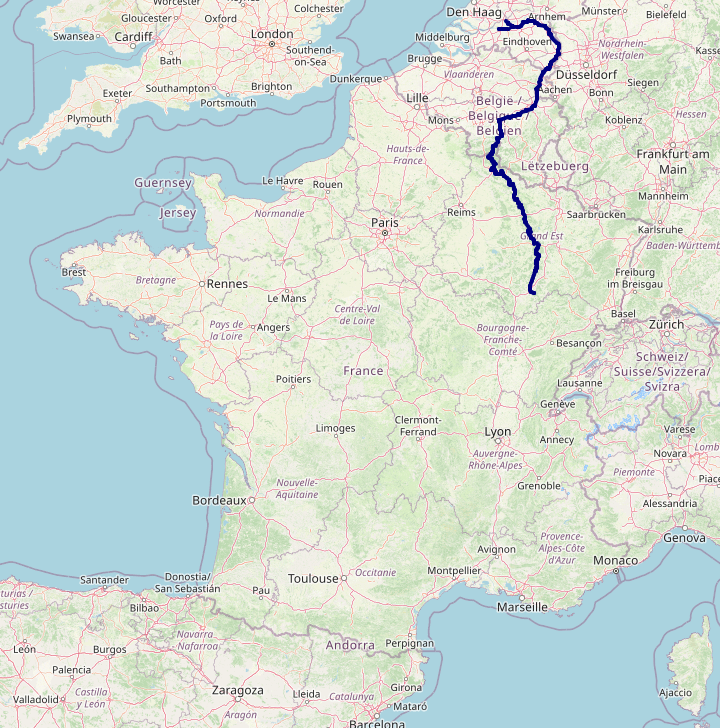 Worcester
Colchester
Den Haag
Arnhem
Münster
Bielefeld
Gloucester
Oxford
Chelmsford
Swansea
Cardiff
London
Middelburg
Eindhoven
Nordrhein-
Westfalen
Bath
Southend-
on-Sea
Brugge
Southampton
Brighton
Dunkerque
Vlaanderen
Düsseldorf
Exeter
Portsmouth
Lille
Aachen
Bonn
Siegen
Plymouth
België /
Belgique /
Belgien
Mons
Koblenz
Hessen
Hauts-de-
France
Frankfurt am
Main
Guernsey
Le Havre
Rouen
Lëtzebuerg
Mannheim
Jersey
Normandie
Reims
Saarbrücken
Paris
Karlsruhe
Grand Est
Baden-Württemb
Brest
Bretagne
Rennes
Freiburg
im Breisgau
Le Mans
Centre-Val
de Loire
Basel
Angers
Pays de
la Loire
Bourgogne-
Franche-
Comté
Zürich
Besançon
Schweiz/
Suisse/Svizzera/
Svizra
France
Poitiers
Lausanne
Genève
Limoges
Clermont-
Ferrand
Lyon
Annecy
Varese
Novara
Lomb
Auvergne-
Rhône-Alpes
Piemonte
Piace
Nouvelle-
Aquitaine
Grenoble
Bordeaux
Alessandria
Genova
Provence-
Alpes-Côte
d'Azur
Avignon
Monaco
Santander
Donostia/
San Sebastián
Toulouse
Occitanie
Montpellier
Bilbao
Pau
Marseille
Navarra
Nafarroa
Perpignan
León
Burgos
Andorra
Palencia
Castilla
y León
Zaragoza
Lleida
Catalunya
Girona
Ajaccio
Valladolid
Aragón
Mataró
Barcelona